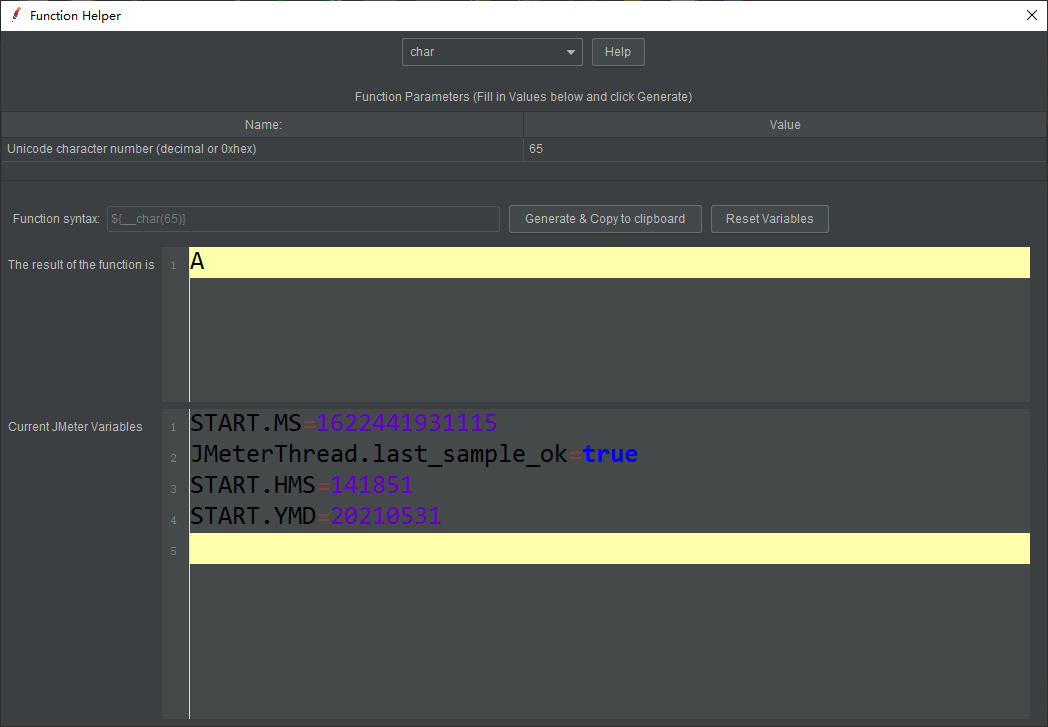 Function Helper
char
Help
Function Parameters (Fill in Values below and click Generate)
Name: Value
Unicode character number (decimal or 0xhex) 65
Function syntax: ${__char(65)} Generate & Copy to clipboard Reset Variables
The result of the function is 1 A
Current JMeter Variables 1 START.MS=1622441931115
2 JMeterThread.last_sample_ok=true
3 START.HMS=141851
4 START.YMD=20210531
5